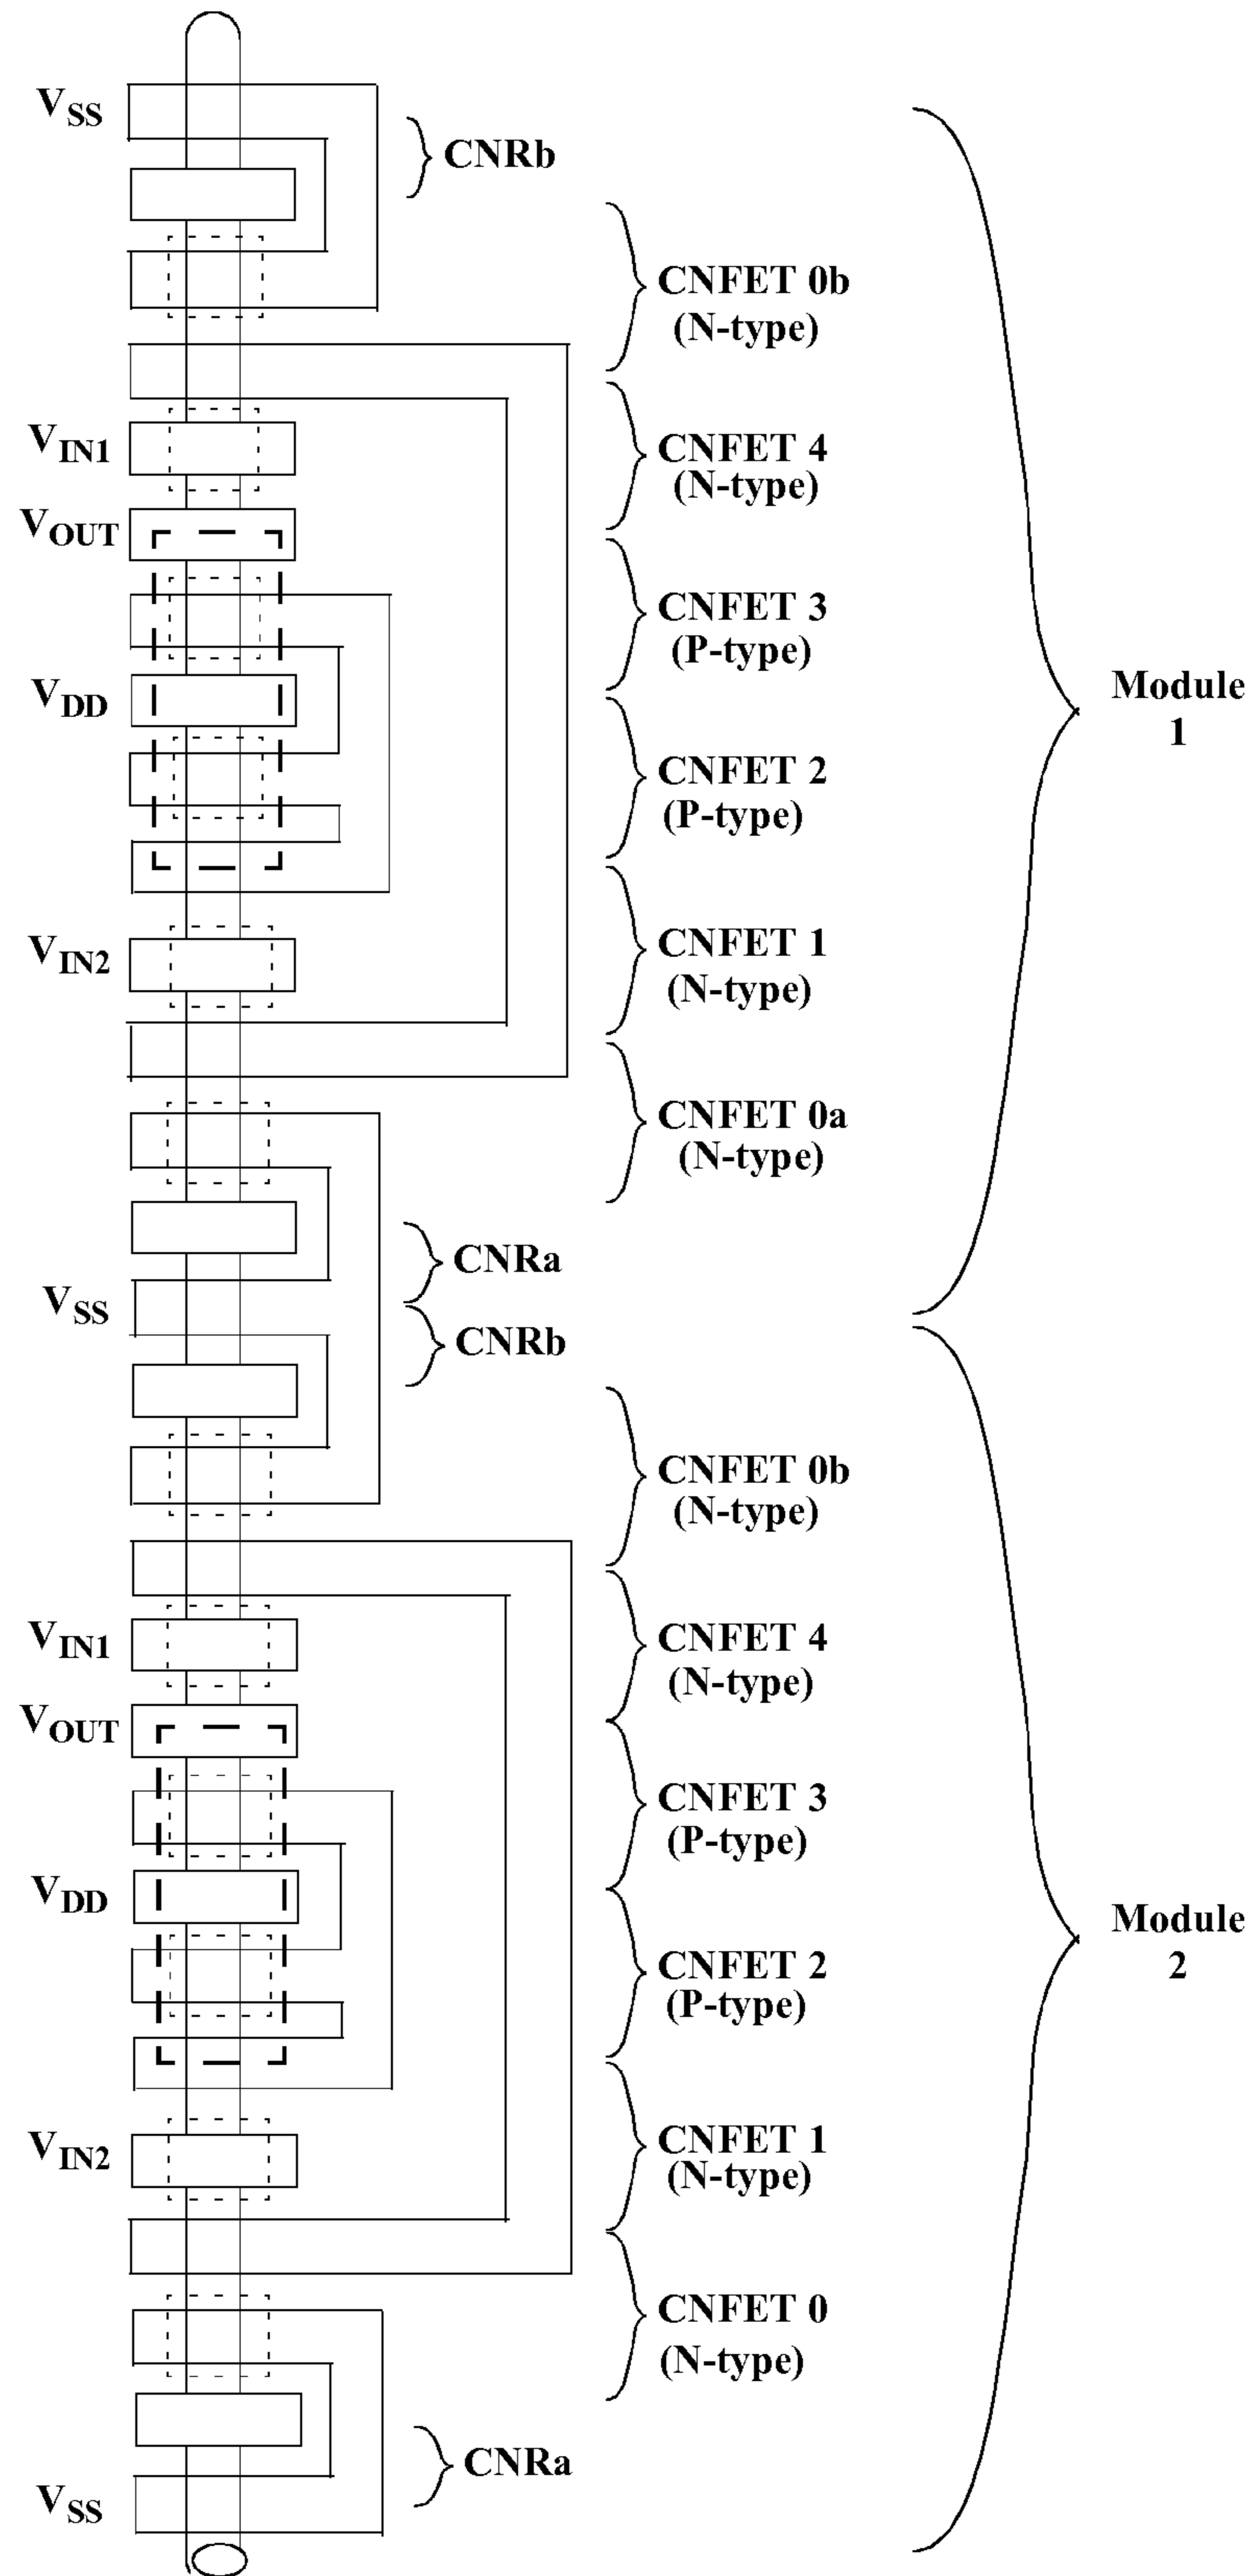 VSS
CNRb
CNFET 0b
(N-type)
VIN1
CNFET 4
(N-type)
VOUT
CNFET 3
(P-type)
VDD
Module
1
CNFET 2
(P-type)
VIN2
CNFET 1
(N-type)
CNFET 0a
(N-type)
CNRa
VSS
CNRb
CNFET 0b
(N-type)
VIN1
CNFET 4
(N-type)
VOUT
CNFET 3
(P-type)
VDD
Module
2
CNFET 2
(P-type)
VIN2
CNFET 1
(N-type)
CNFET 0
(N-type)
CNRa
VSS